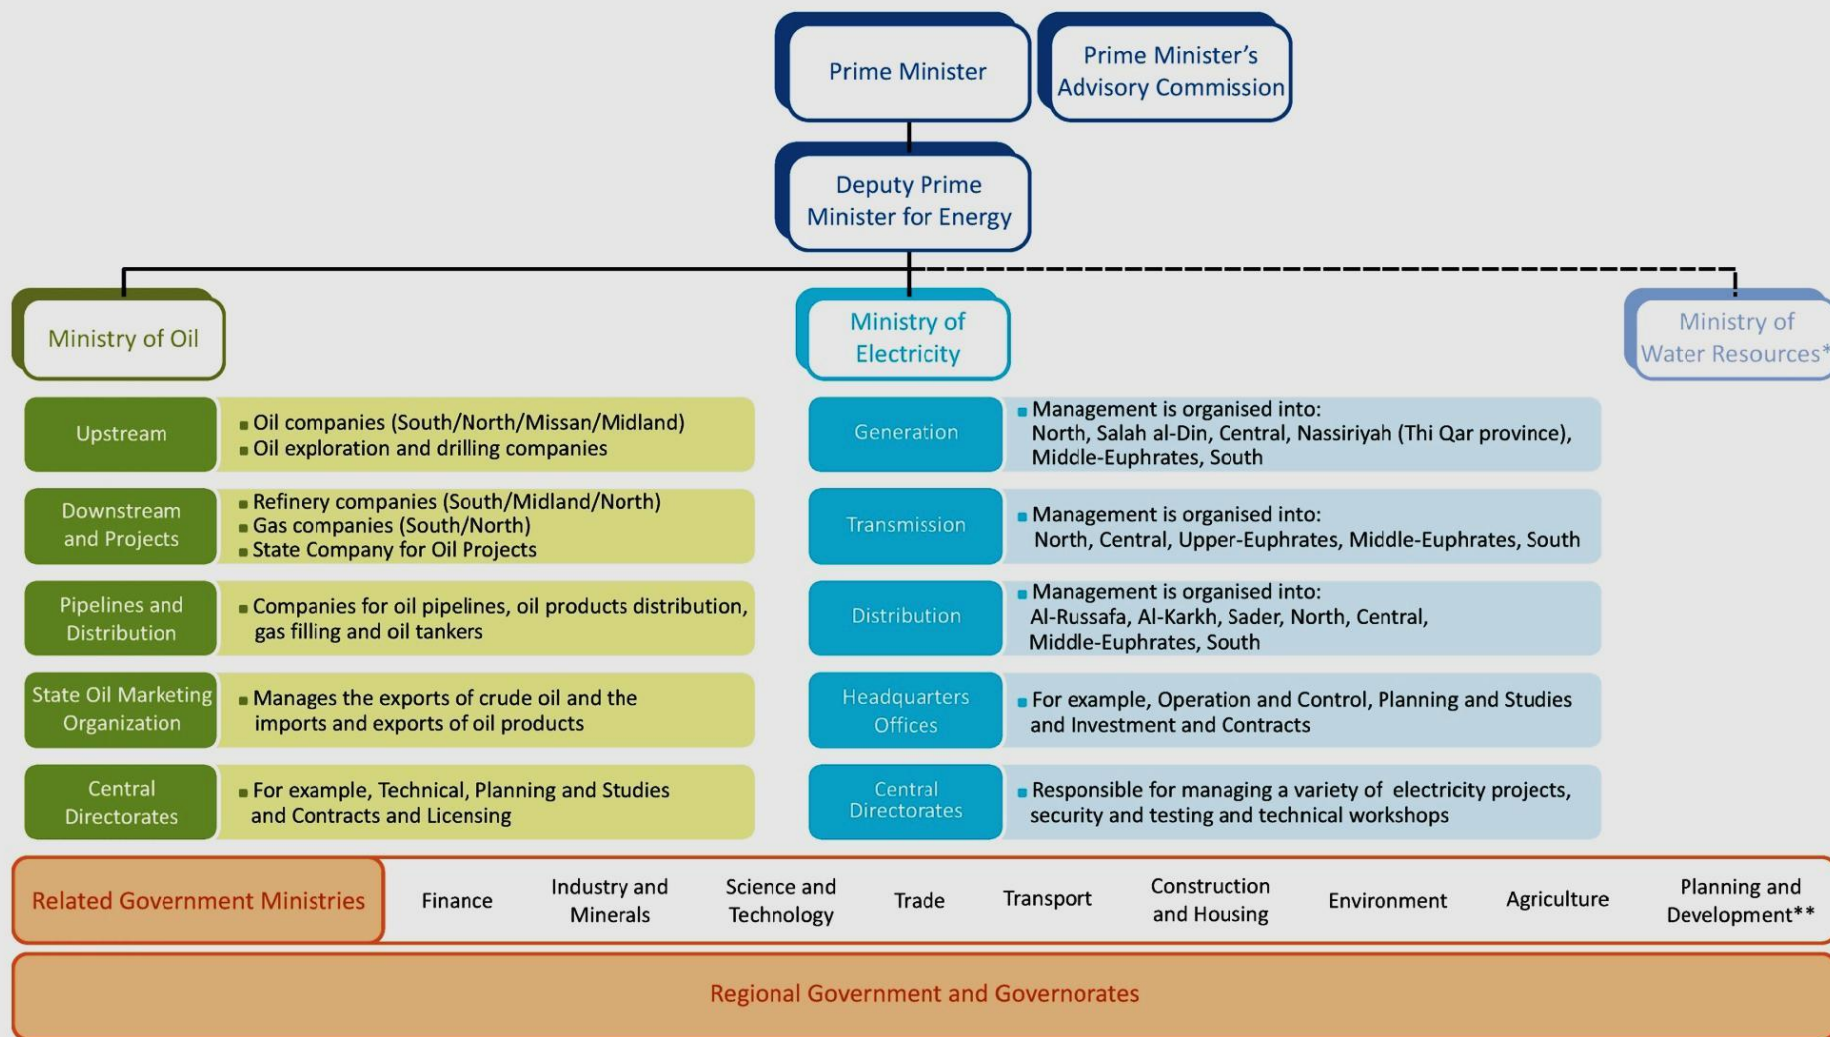 Prime Minister
Prime Minister’s
Advisory Commission
Deputy Prime
Minister for Energy
Ministry of Oil
Ministry of
Electricity
Ministry of
Water Resources*
Upstream
▪ Oil companies (South/North/Missan/Midland)
▪ Oil exploration and drilling companies
Downstream
and Projects
▪ Refinery companies (South/Midland/North)
▪ Gas companies (South/North)
▪ State Company for Oil Projects
Pipelines and
Distribution
▪ Companies for oil pipelines, oil products distribution,
gas filling and oil tankers
State Oil Marketing
Organization
▪ Manages the exports of crude oil and the
imports and exports of oil products
Central
Directorates
▪ For example, Technical, Planning and Studies
and Contracts and Licensing
Generation
▪ Management is organised into:
North, Salah al-Din, Central, Nassiriyah (Thi Qar province),
Middle-Euphrates, South
Transmission
▪ Management is organised into:
North, Central, Upper-Euphrates, Middle-Euphrates, South
Distribution
▪ Management is organised into:
Al-Russafa, Al-Karkh, Sader, North, Central,
Middle-Euphrates, South
Headquarters
Offices
▪ For example, Operation and Control, Planning and Studies
and Investment and Contracts
Central
Directorates
▪ Responsible for managing a variety of electricity projects,
security and testing and technical workshops
Related Government Ministries
Finance
Industry and
Minerals
Science and
Technology
Trade
Transport
Construction
and Housing
Environment
Agriculture
Planning and
Development**
Regional Government and Governorates